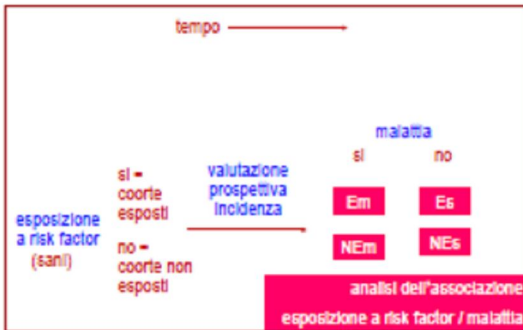 tempo
malattia
si no
si =
coorte
esposti
valutazione
prospettiva
incidenza
Em Es
esposizione
a risk factor
(sani)
no =
coorte non
esposti
NEm NEs
analisi dell'associazione
esposizione a risk factor / malattia